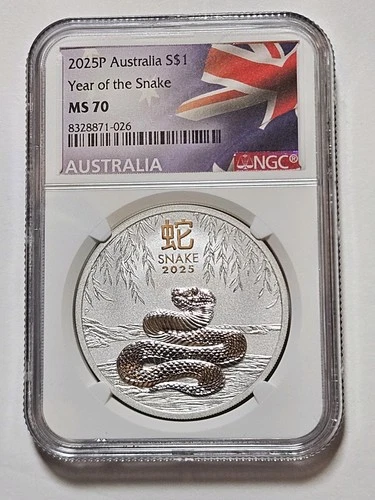 2025P Australia S$1
Year of the Snake
MS 70
8328871-026
AUSTRALIA
NGC®
蛇
SNAKE
2025